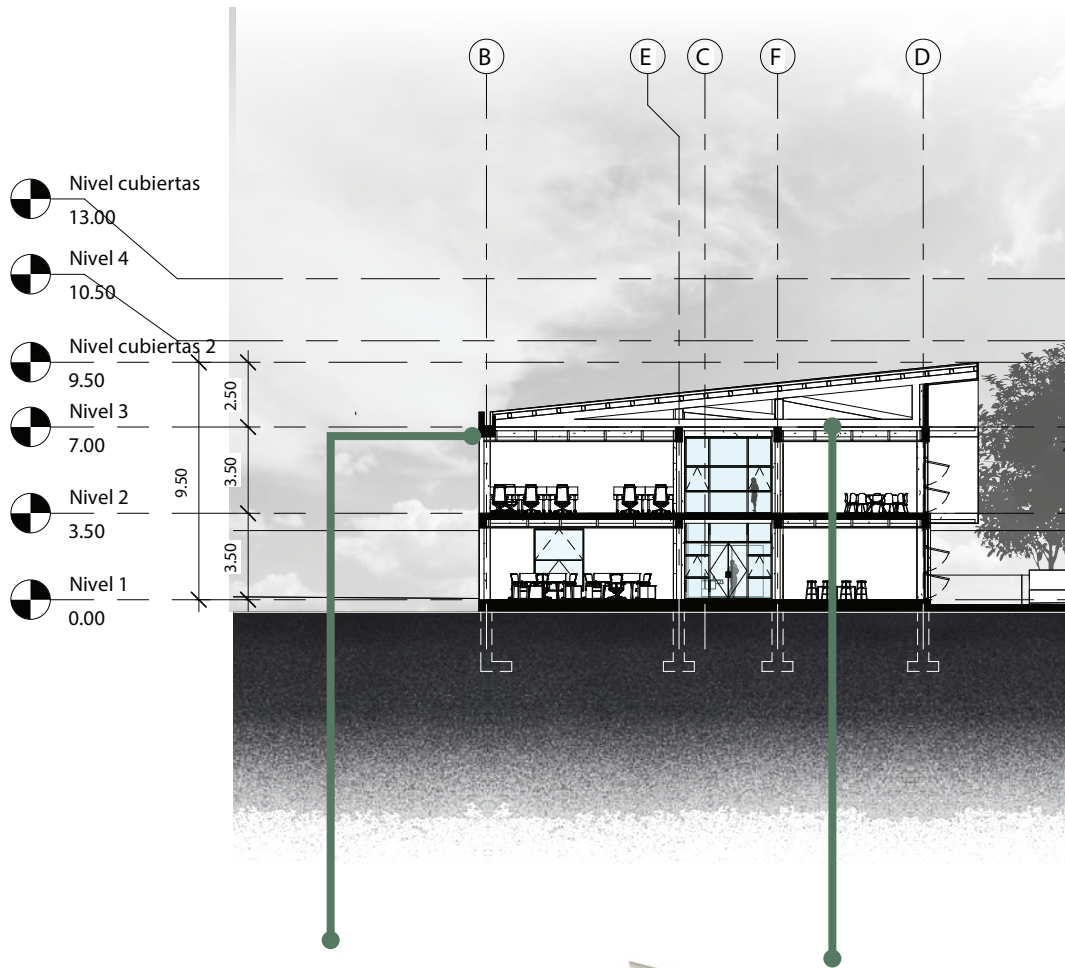 B
E
C
F
D
Nivel cubiertas
13.00
Nivel 4
10.50
Nivel cubiertas 2
9.50
2.50
Nivel 3
7.00
9.50
3.50
Nivel 2
3.50
3.50
Nivel 1
0.00